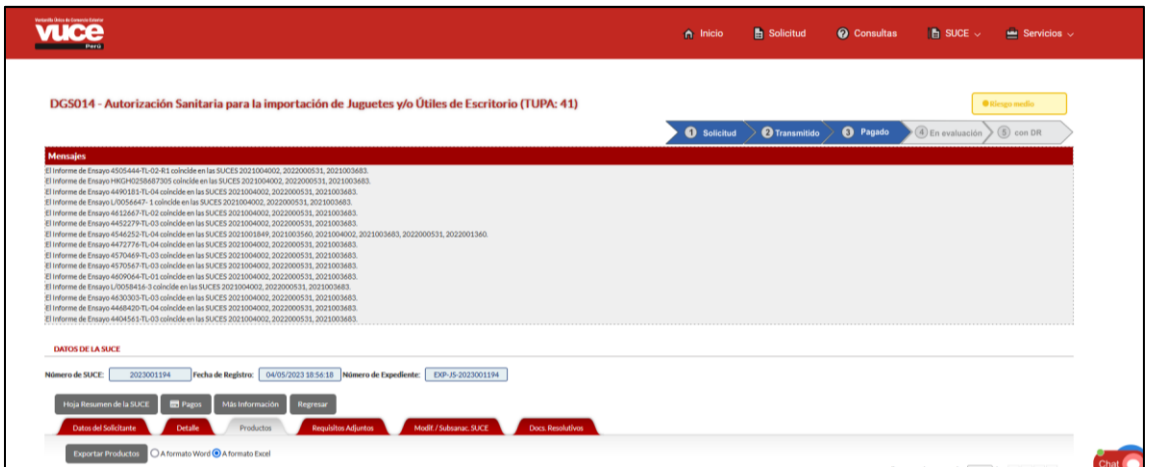 Ventanilla Única de Comercio Exterior
vuce
Perú
Inicio Solicitud Consultas SUCE Servicios
DGS014 - Autorización Sanitaria para la importación de Juguetes y/o Útiles de Escritorio (TUPA: 41)
Riesgo medio
1 Solicitud 2 Transmitido 3 Pagado 4 En evaluación 5 con DR
Mensajes
El Informe de Ensayo 4505444-TL-02-R1 coincide en las SUCES 2021004002, 2022000531, 2021003683.
El Informe de Ensayo HKGH0258687305 coincide en las SUCES 2021004002, 2022000531, 2021003683.
El Informe de Ensayo 4490181-TL-04 coincide en las SUCES 2021004002, 2022000531, 2021003683.
El Informe de Ensayo L/0056647- 1 coincide en las SUCES 2021004002, 2022000531, 2021003683.
El Informe de Ensayo 4612667-TL-02 coincide en las SUCES 2021004002, 2022000531, 2021003683.
El Informe de Ensayo 4452279-TL-03 coincide en las SUCES 2021004002, 2022000531, 2021003683.
El Informe de Ensayo 4546252-TL-04 coincide en las SUCES 2021001849, 2021003560, 2021004002, 2021003683, 2022000531, 2022001360.
El Informe de Ensayo 4472776-TL-04 coincide en las SUCES 2021004002, 2022000531, 2021003683.
El Informe de Ensayo 4570469-TL-03 coincide en las SUCES 2021004002, 2022000531, 2021003683.
El Informe de Ensayo 4570567-TL-03 coincide en las SUCES 2021004002, 2022000531, 2021003683.
El Informe de Ensayo 4609064-TL-01 coincide en las SUCES 2021004002, 2022000531, 2021003683.
El Informe de Ensayo L/0058416-3 coincide en las SUCES 2021004002, 2022000531, 2021003683.
El Informe de Ensayo 4630303-TL-03 coincide en las SUCES 2021004002, 2022000531, 2021003683.
El Informe de Ensayo 4468420-TL-04 coincide en las SUCES 2021004002, 2022000531, 2021003683.
El Informe de Ensayo 4404561-TL-03 coincide en las SUCES 2021004002, 2022000531, 2021003683.
DATOS DE LA SUCE
Número de SUCE: 2023001194 Fecha de Registro: 04/05/2023 18:56:18 Número de Expediente: EXP-JS-2023001194
Hoja Resumen de la SUCE Pagos Más Información Regresar
Datos del Solicitante Detalle Productos Requisitos Adjuntos Modif./ Subsanac. SUCE Docs. Resolutivos
Exportar Productos A formato Word A formato Excel
Chat